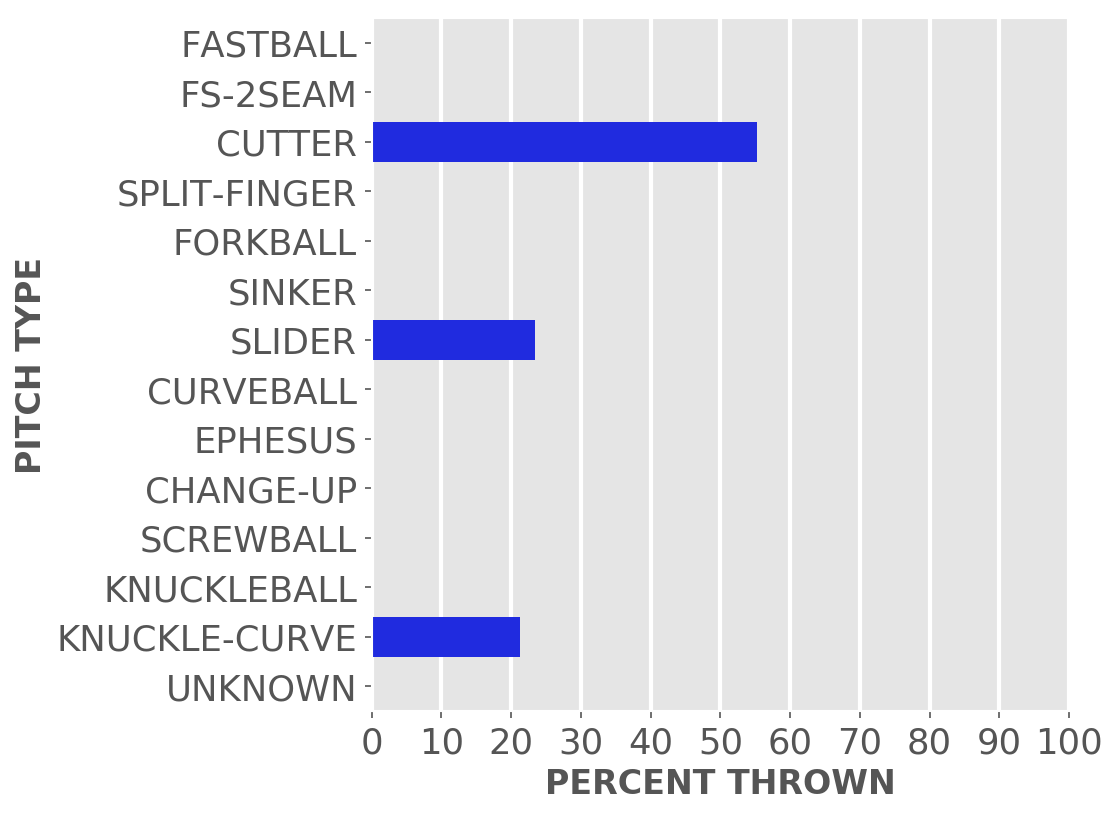 FASTBALL
FS-2SEAM
CUTTER
SPLIT-FINGER
FORKBALL
SINKER
SLIDER
CURVEBALL
EPHESUS
CHANGE-UP
SCREWBALL
KNUCKLEBALL
KNUCKLE-CURVE
UNKNOWN
PITCH TYPE
0 10 20 30 40 50 60 70 80 90 100
PERCENT THROWN